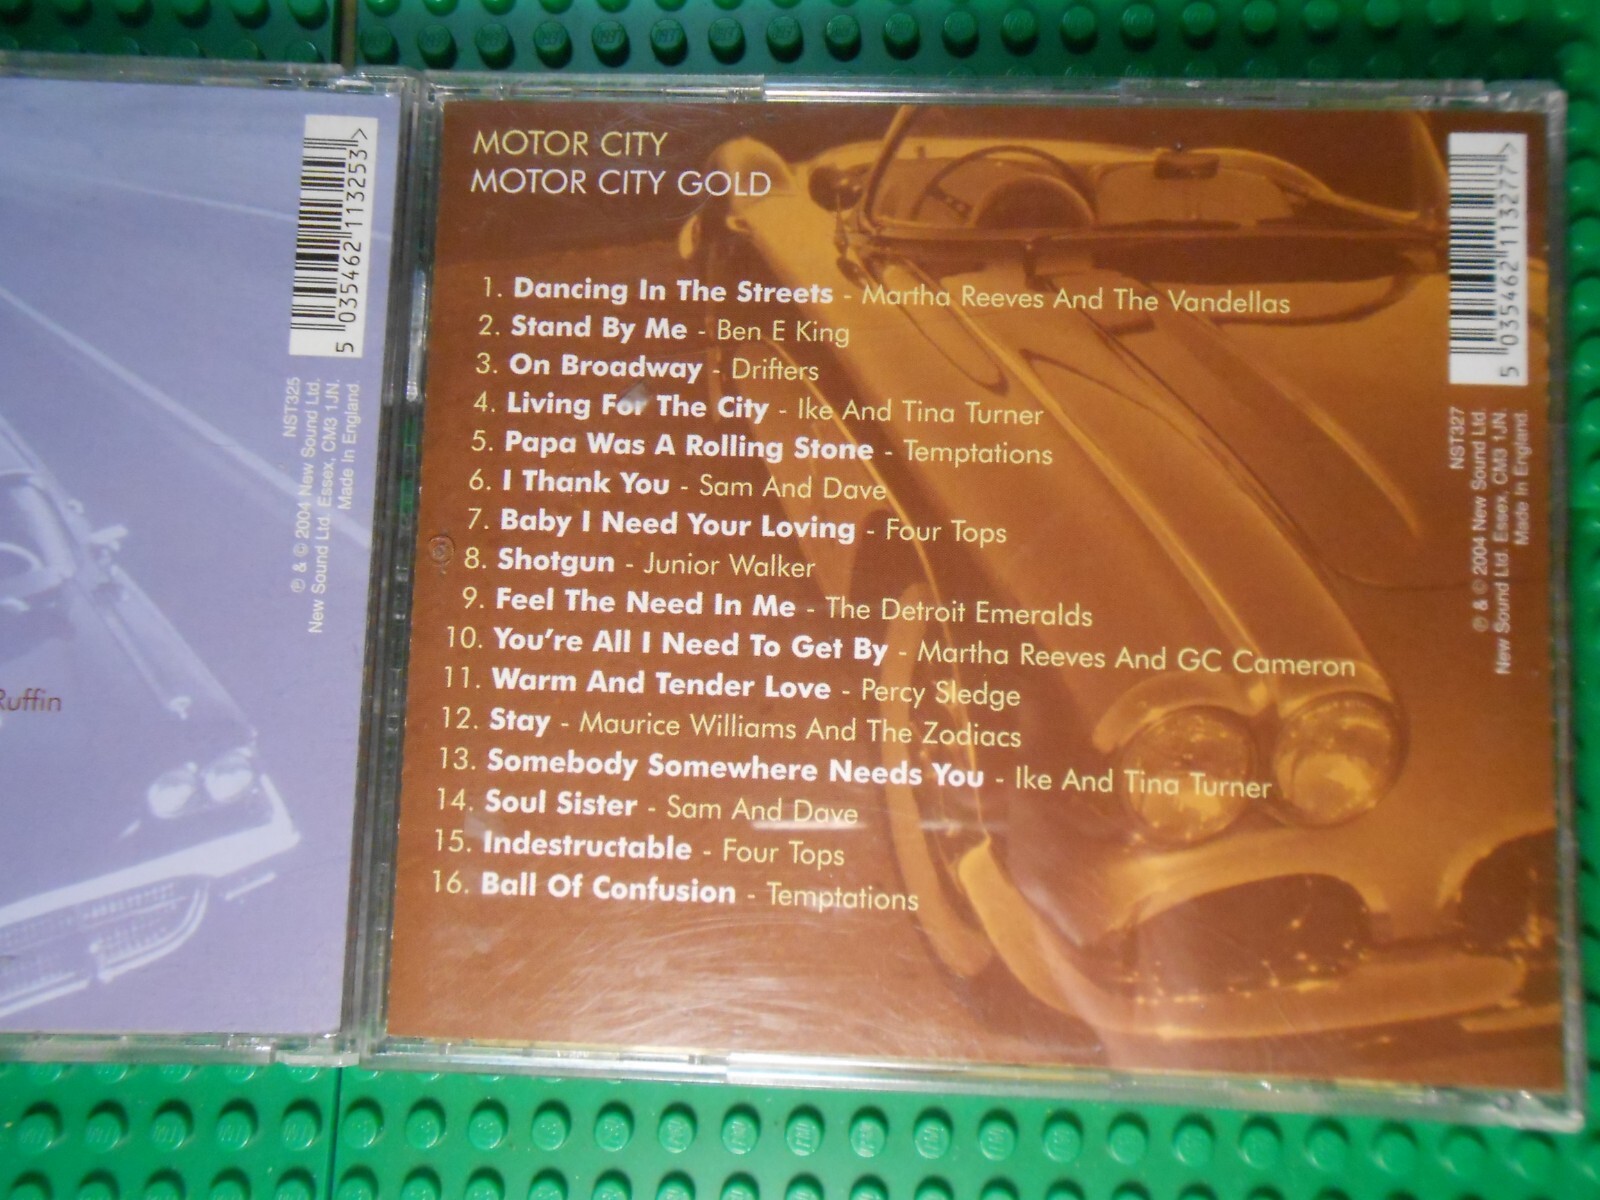 MOTOR CITY
MOTOR CITY GOLD
1. Dancing In The Streets - Martha Reeves And The Vandellas
2. Stand By Me - Ben E King
3. On Broadway - Drifters
4. Living For The City - Ike And Tina Turner
5. Papa Was A Rolling Stone - Temptations
6. I Thank You - Sam And Dave
7. Baby I Need Your Loving - Four Tops
8. Shotgun - Junior Walker
9. Feel The Need In Me - The Detroit Emeralds
10. You're All I Need To Get By - Martha Reeves And GC Cameron
11. Warm And Tender Love - Percy Sledge
12. Stay - Maurice Williams And The Zodiacs
13. Somebody Somewhere Needs You - Ike And Tina Turner
14. Soul Sister - Sam And Dave
15. Indestructable - Four Tops
16. Ball Of Confusion - Temptations
5 035462 113277 >
NST327
℗ & © 2004 New Sound Ltd.
New Sound Ltd. Essex, CM3 1JN.
Made In England.
5 035462 113253 >
NST325
℗ & © 2004 New Sound Ltd.
New Sound Ltd. Essex, CM3 1JN.
Made In England.
Ruffin